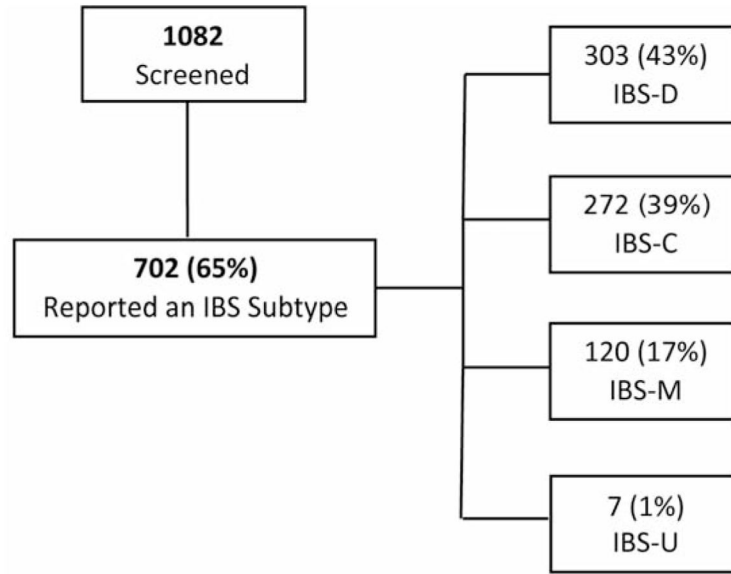 1082
Screened
702 (65%)
Reported an IBS Subtype
303 (43%)
IBS-D
272 (39%)
IBS-C
120 (17%)
IBS-M
7 (1%)
IBS-U